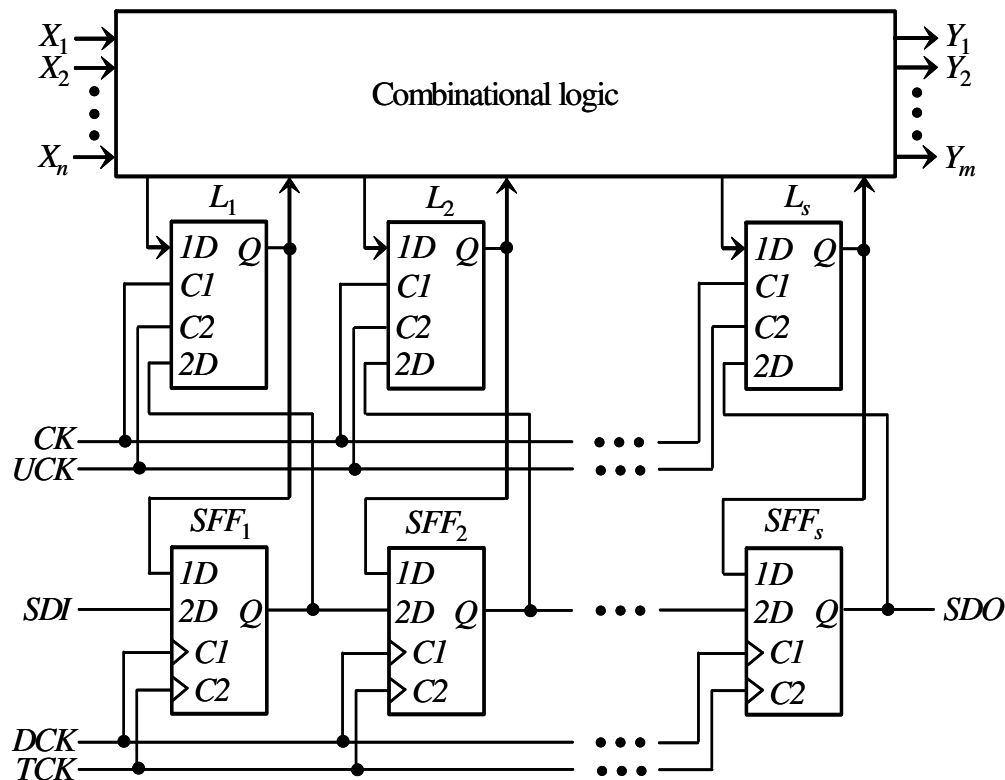 X1 Y1
X2 Y2
Combinational logic
Xn Ym
L1 L2 Ls
1D Q 1D Q 1D Q
C1 C1 C1
C2 C2 C2
2D 2D 2D
CK
UCK
SFF1 SFF2 SFFs
1D 1D 1D
SDI 2D Q 2D Q 2D Q SDO
C1 C1 C1
C2 C2 C2
DCK
TCK